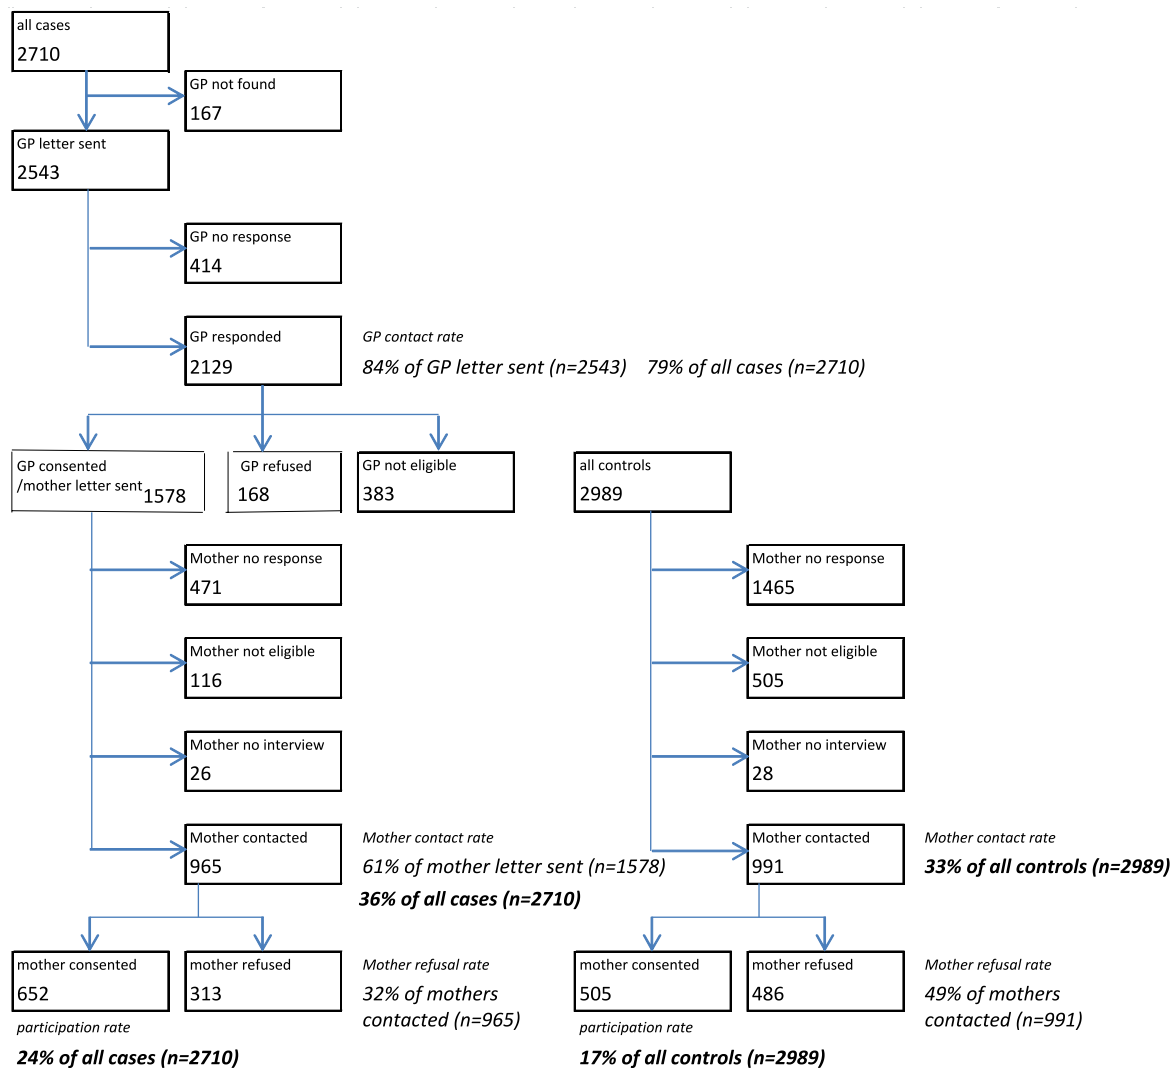 all cases
2710
GP not found
167
GP letter sent
2543
GP no response
414
GP responded
2129
GP contact rate
84% of GP letter sent (n=2543) 79% of all cases (n=2710)
GP consented
/mother letter sent 1578
GP refused
168
GP not eligible
383
all controls
2989
Mother no response
471
Mother no response
1465
Mother not eligible
116
Mother not eligible
505
Mother no interview
26
Mother no interview
28
Mother contacted
965
Mother contact rate
61% of mother letter sent (n=1578)
36% of all cases (n=2710)
Mother contacted
991
Mother contact rate
33% of all controls (n=2989)
mother consented
652
mother refused
313
Mother refusal rate
32% of mothers
contacted (n=965)
participation rate
24% of all cases (n=2710)
mother consented
505
mother refused
486
Mother refusal rate
49% of mothers
contacted (n=991)
participation rate
17% of all controls (n=2989)